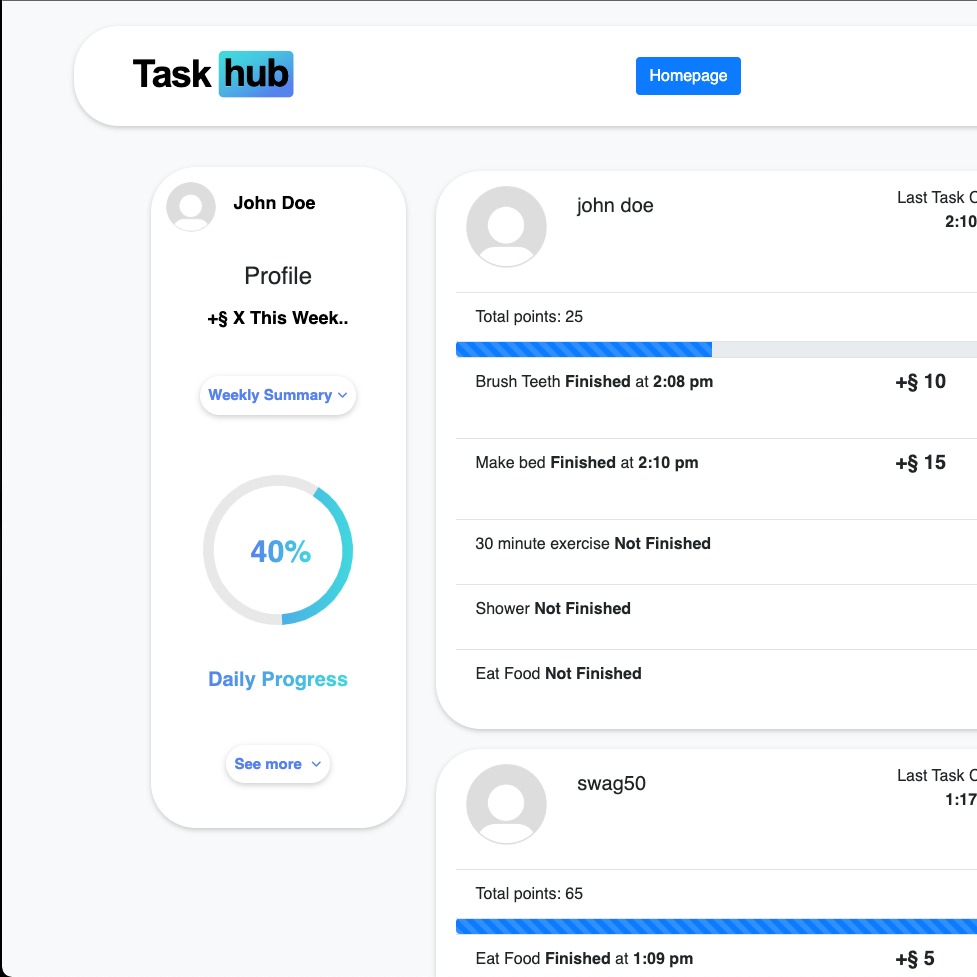 Task hub
Homepage
John Doe
Profile
+§ X This Week..
Weekly Summary
40%
Daily Progress
See more
john doe
Last Task
2:10
Total points: 25
Brush Teeth Finished at 2:08 pm
+§ 10
Make bed Finished at 2:10 pm
+§ 15
30 minute exercise Not Finished
Shower Not Finished
Eat Food Not Finished
swag50
Last Task
1:17
Total points: 65
Eat Food Finished at 1:09 pm
+§ 5